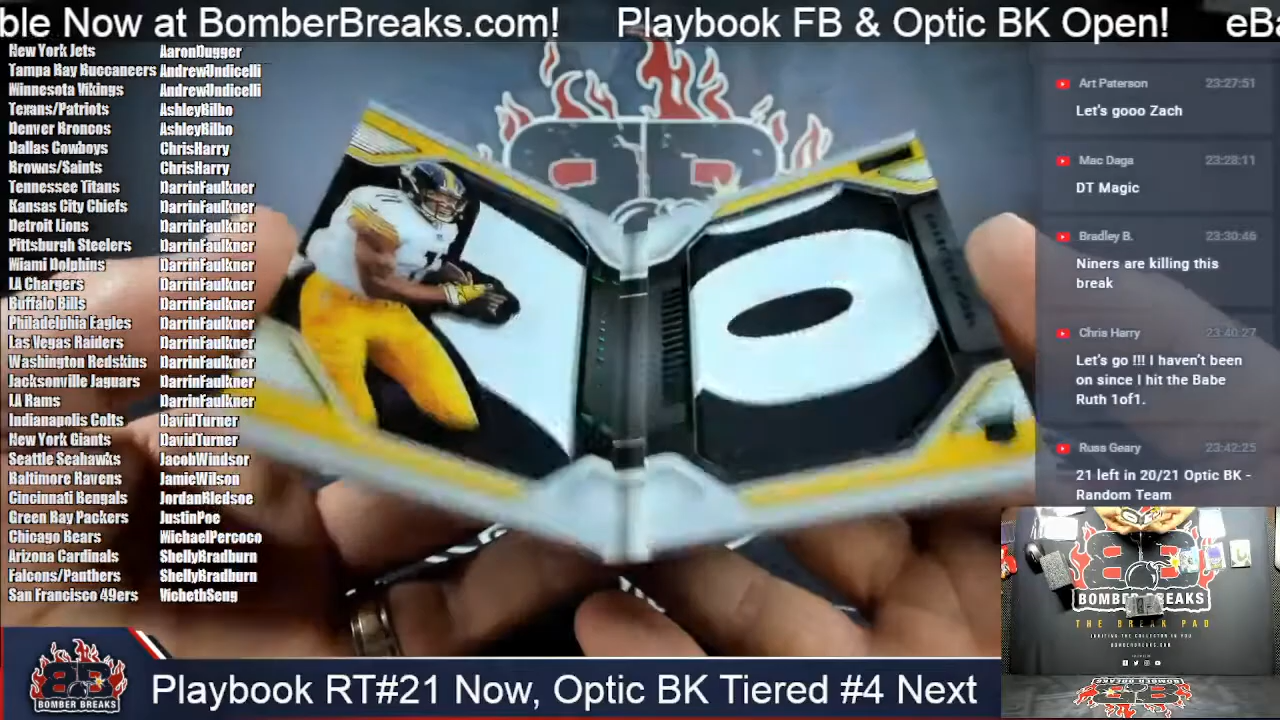 ble Now at BomberBreaks.com! Playbook FB & Optic BK Open! eBa
New York Jets AaronDugger
Tampa Bay Buccaneers AndrewUndicelli
Minnesota Vikings AndrewUndicelli
Texans/Patriots AshleyBilbo
Denver Broncos AshleyBilbo
Dallas Cowboys ChrisHarry
Browns/Saints ChrisHarry
Tennessee Titans DarrinFaulkner
Kansas City Chiefs DarrinFaulkner
Detroit Lions DarrinFaulkner
Pittsburgh Steelers DarrinFaulkner
Miami Dolphins DarrinFaulkner
LA Chargers DarrinFaulkner
Buffalo Bills DarrinFaulkner
Philadelphia Eagles DarrinFaulkner
Las Vegas Raiders DarrinFaulkner
Washington Redskins DarrinFaulkner
Jacksonville Jaguars DarrinFaulkner
LA Rams DarrinFaulkner
Indianapolis Colts DavidTurner
New York Giants DavidTurner
Seattle Seahawks JacobWindsor
Baltimore Ravens JamieWilson
Cincinnati Bengals JordanBledsoe
Green Bay Packers JustinPoe
Chicago Bears MichaelPercoco
Arizona Cardinals ShellyBradburn
Falcons/Panthers ShellyBradburn
San Francisco 49ers VichethSeng
Art Paterson 23:27:51
Let's gooo Zach
Mac Daga 23:28:11
DT Magic
Bradley B. 23:30:46
Niners are killing this
break
Chris Harry 23:40:27
Let's go !!! I haven't been
on since I hit the Babe
Ruth 1of1.
Russ Geary 23:42:25
21 left in 20/21 Optic BK -
Random Team
BOMBER BREAKS
THE BREAK PAD
BOMBER BREAKS
BOMBER BREAKS
Playbook RT#21 Now, Optic BK Tiered #4 Next